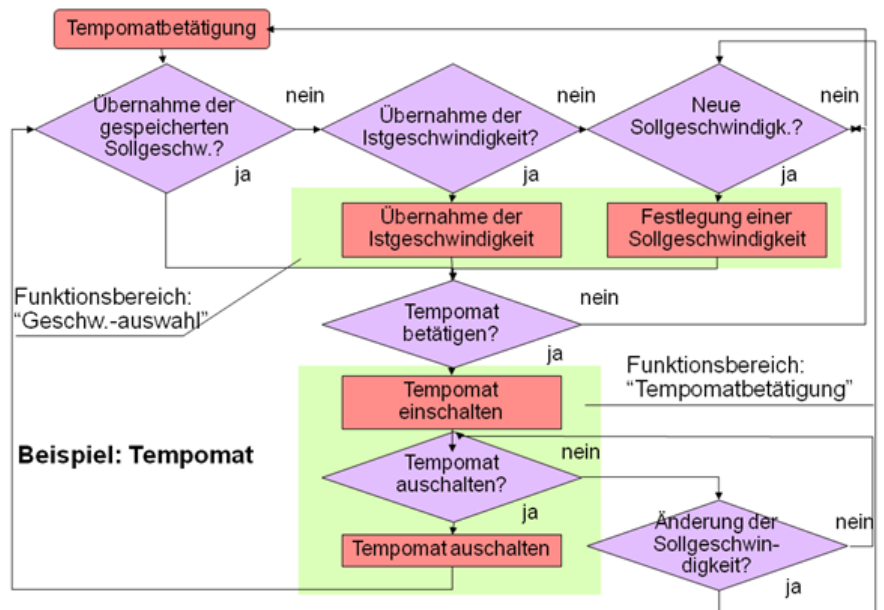 Tempomatbetätigung
Übernahme der
gespeicherten
Sollgeschw.?
nein
ja
Übernahme der
Istgeschwindigkeit?
nein
ja
Neue
Sollgeschwindigk.?
nein
ja
Übernahme der
Istgeschwindigkeit
Festlegung einer
Sollgeschwindigkeit
Funktionsbereich:
“Geschw.-auswahl”
Tempomat
betätigen?
nein
ja
Funktionsbereich:
“Tempomatbetätigung”
Tempomat
einschalten
Beispiel: Tempomat
Tempomat
auschalten?
nein
ja
Tempomat auschalten
Änderung der
Sollgeschwin-
digkeit?
nein
ja